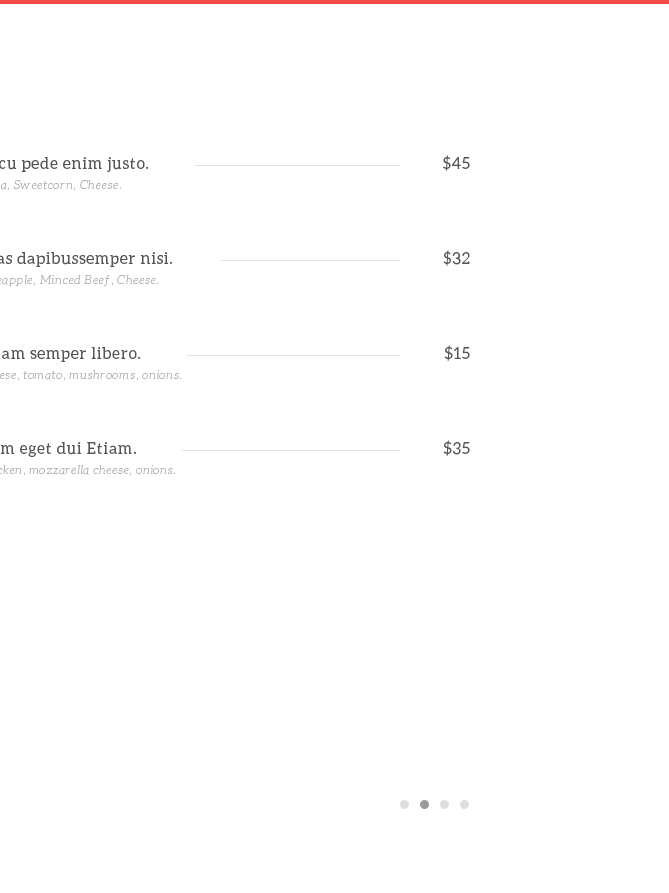 cu pede enim justo. $45
a, Sweetcorn, Cheese.
as dapibussemper nisi. $32
eapple, Minced Beef, Cheese.
am semper libero. $15
ese, tomato, mushrooms, onions.
m eget dui Etiam. $35
cken, mozzarella cheese, onions.